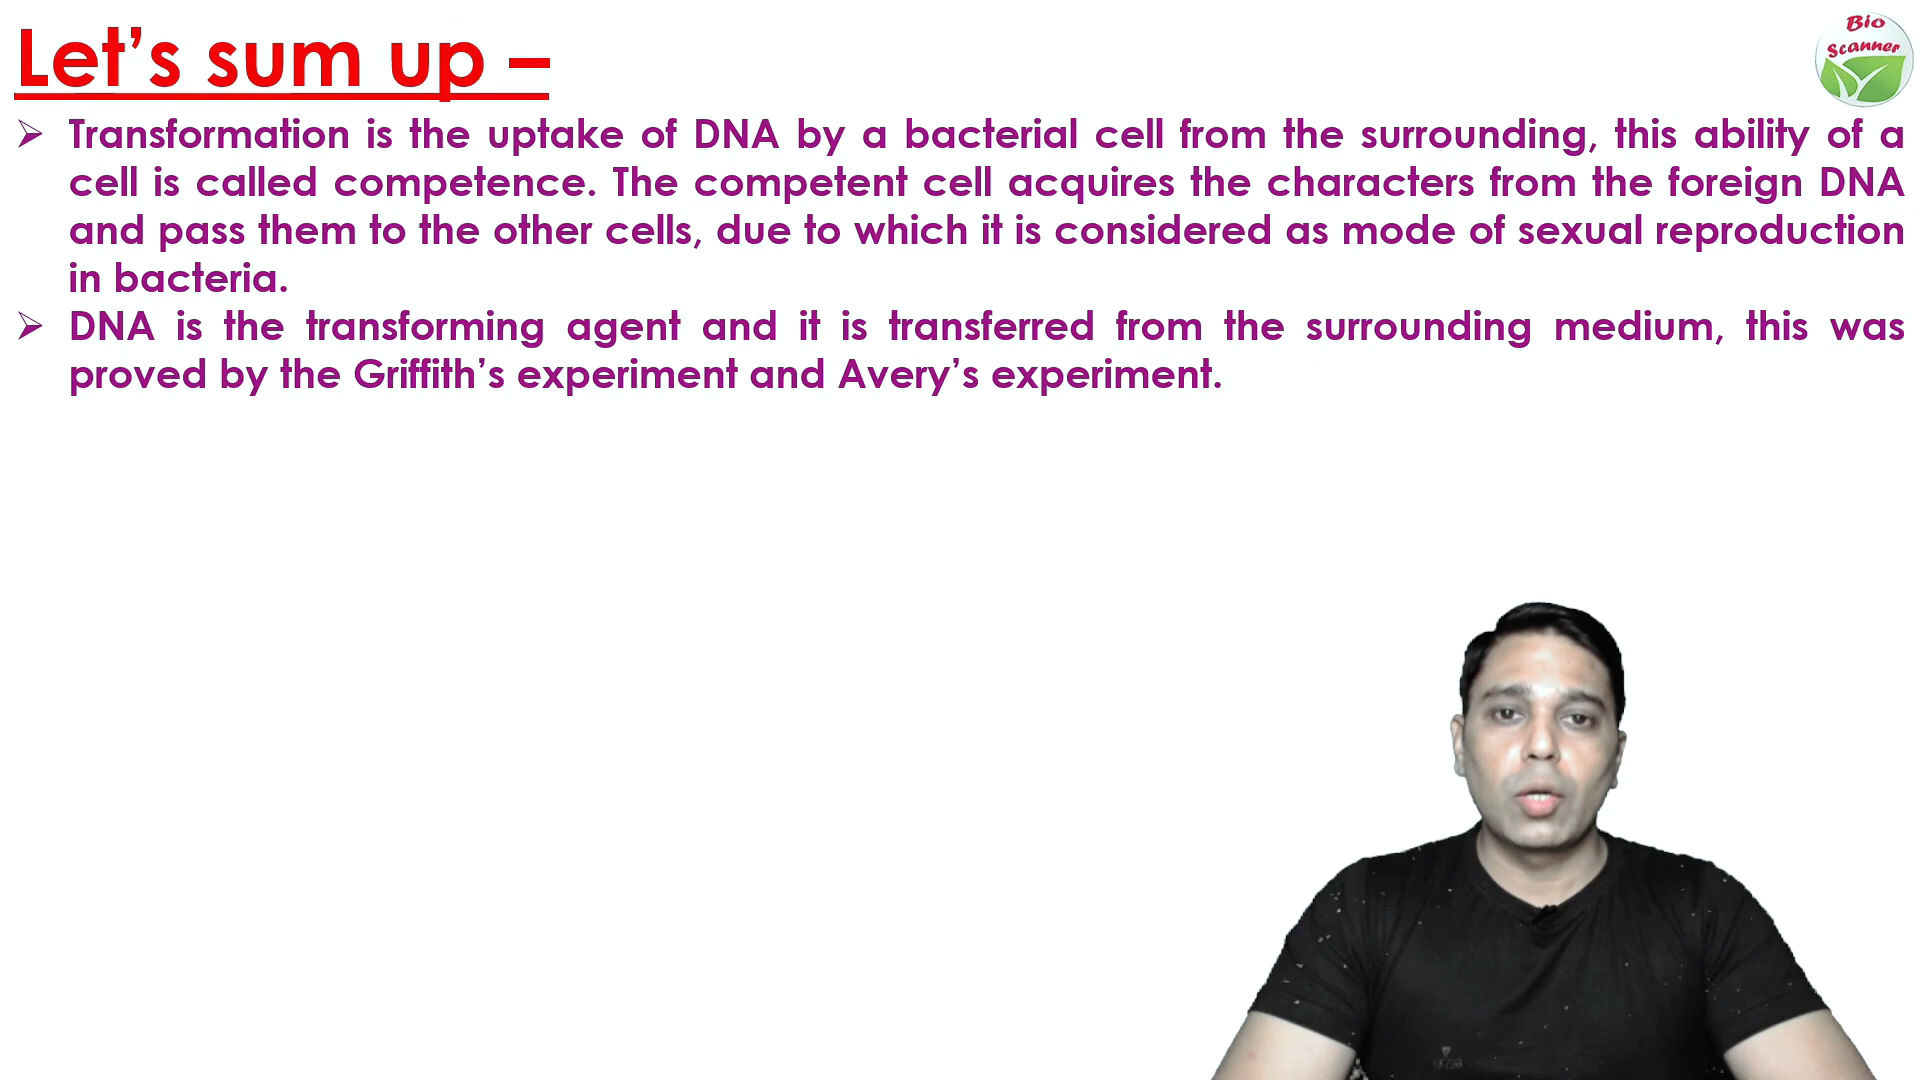 Let’s sum up –
Bio
Scanner
➢ Transformation is the uptake of DNA by a bacterial cell from the surrounding, this ability of a
cell is called competence. The competent cell acquires the characters from the foreign DNA
and pass them to the other cells, due to which it is considered as mode of sexual reproduction
in bacteria.
➢ DNA is the transforming agent and it is transferred from the surrounding medium, this was
proved by the Griffith’s experiment and Avery’s experiment.